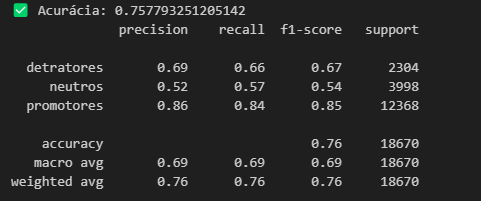 ✅ Acurácia: 0.757793251205142
precision recall f1-score support
detratores 0.69 0.66 0.67 2304
neutros 0.52 0.57 0.54 3998
promotores 0.86 0.84 0.85 12368
accuracy 0.76 18670
macro avg 0.69 0.69 0.69 18670
weighted avg 0.76 0.76 0.76 18670